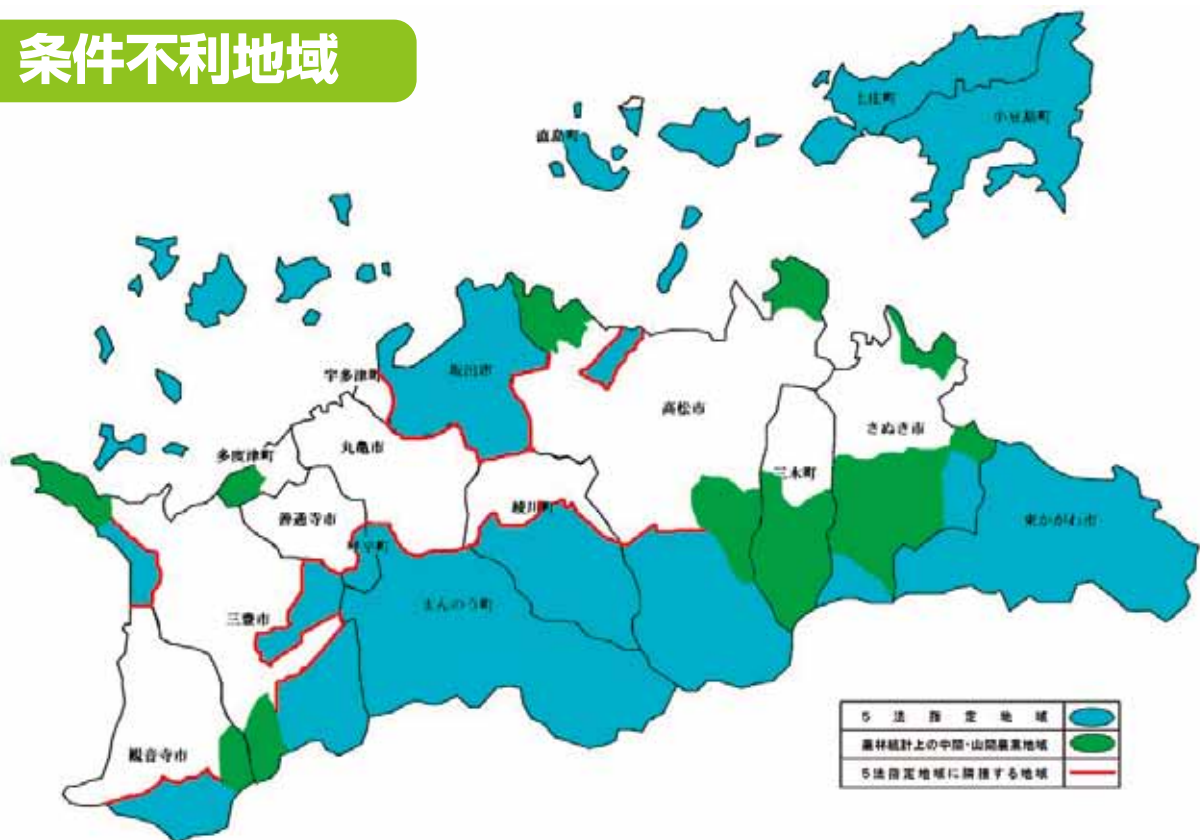 条件不利地域
土庄町
小豆島町
直島町
宇多津町
坂出市
高松市
さぬき市
丸亀市
多度津町
三木町
綾川町
善通寺市
東かがわ市
琴平町
まんのう町
三豊市
観音寺市
5法指定地域
農林統計上の中間・山間農業地域
5法指定地域に隣接する地域